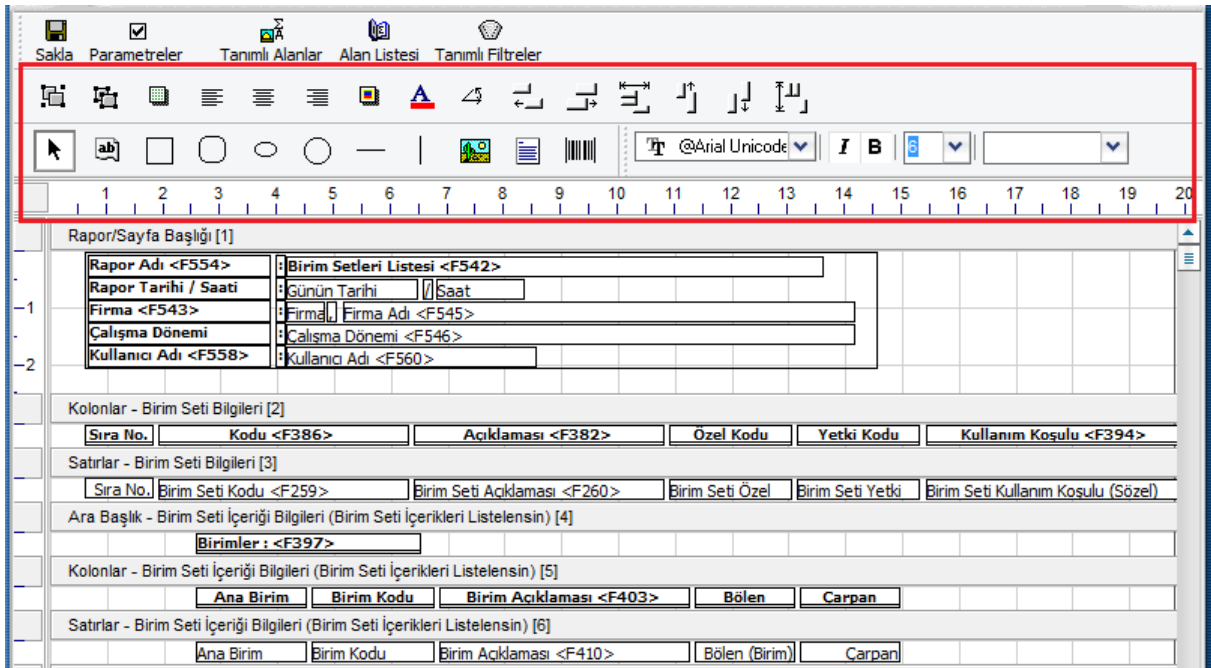 Sakla Parametreler Tanımlı Alanlar Alan Listesi Tanımlı Filtreler
A
ab @Arial Unicode I B 6
1 2 3 4 5 6 7 8 9 10 11 12 13 14 15 16 17 18 19 20
Rapor/Sayfa Başlığı [1]
Rapor Adı <F554> : Birim Setleri Listesi <F542>
Rapor Tarihi / Saati : Günün Tarihi / Saat
1 Firma <F543> : Firma , Firma Adı <F545>
Çalışma Dönemi : Çalışma Dönemi <F546>
2 Kullanıcı Adı <F558> : Kullanıcı Adı <F560>
Kolonlar - Birim Seti Bilgileri [2]
Sıra No. Kodu <F386> Açıklaması <F382> Özel Kodu Yetki Kodu Kullanım Koşulu <F394>
Satırlar - Birim Seti Bilgileri [3]
Sıra No. Birim Seti Kodu <F259> Birim Seti Açıklaması <F260> Birim Seti Özel Birim Seti Yetki Birim Seti Kullanım Koşulu (Sözel)
Ara Başlık - Birim Seti İçeriği Bilgileri (Birim Seti İçerikleri Listelensin) [4]
Birimler : <F397>
Kolonlar - Birim Seti İçeriği Bilgileri (Birim Seti İçerikleri Listelensin) [5]
Ana Birim Birim Kodu Birim Açıklaması <F403> Bölen Çarpan
Satırlar - Birim Seti İçeriği Bilgileri (Birim Seti İçerikleri Listelensin) [6]
Ana Birim Birim Kodu Birim Açıklaması <F410> Bölen (Birim) Çarpan